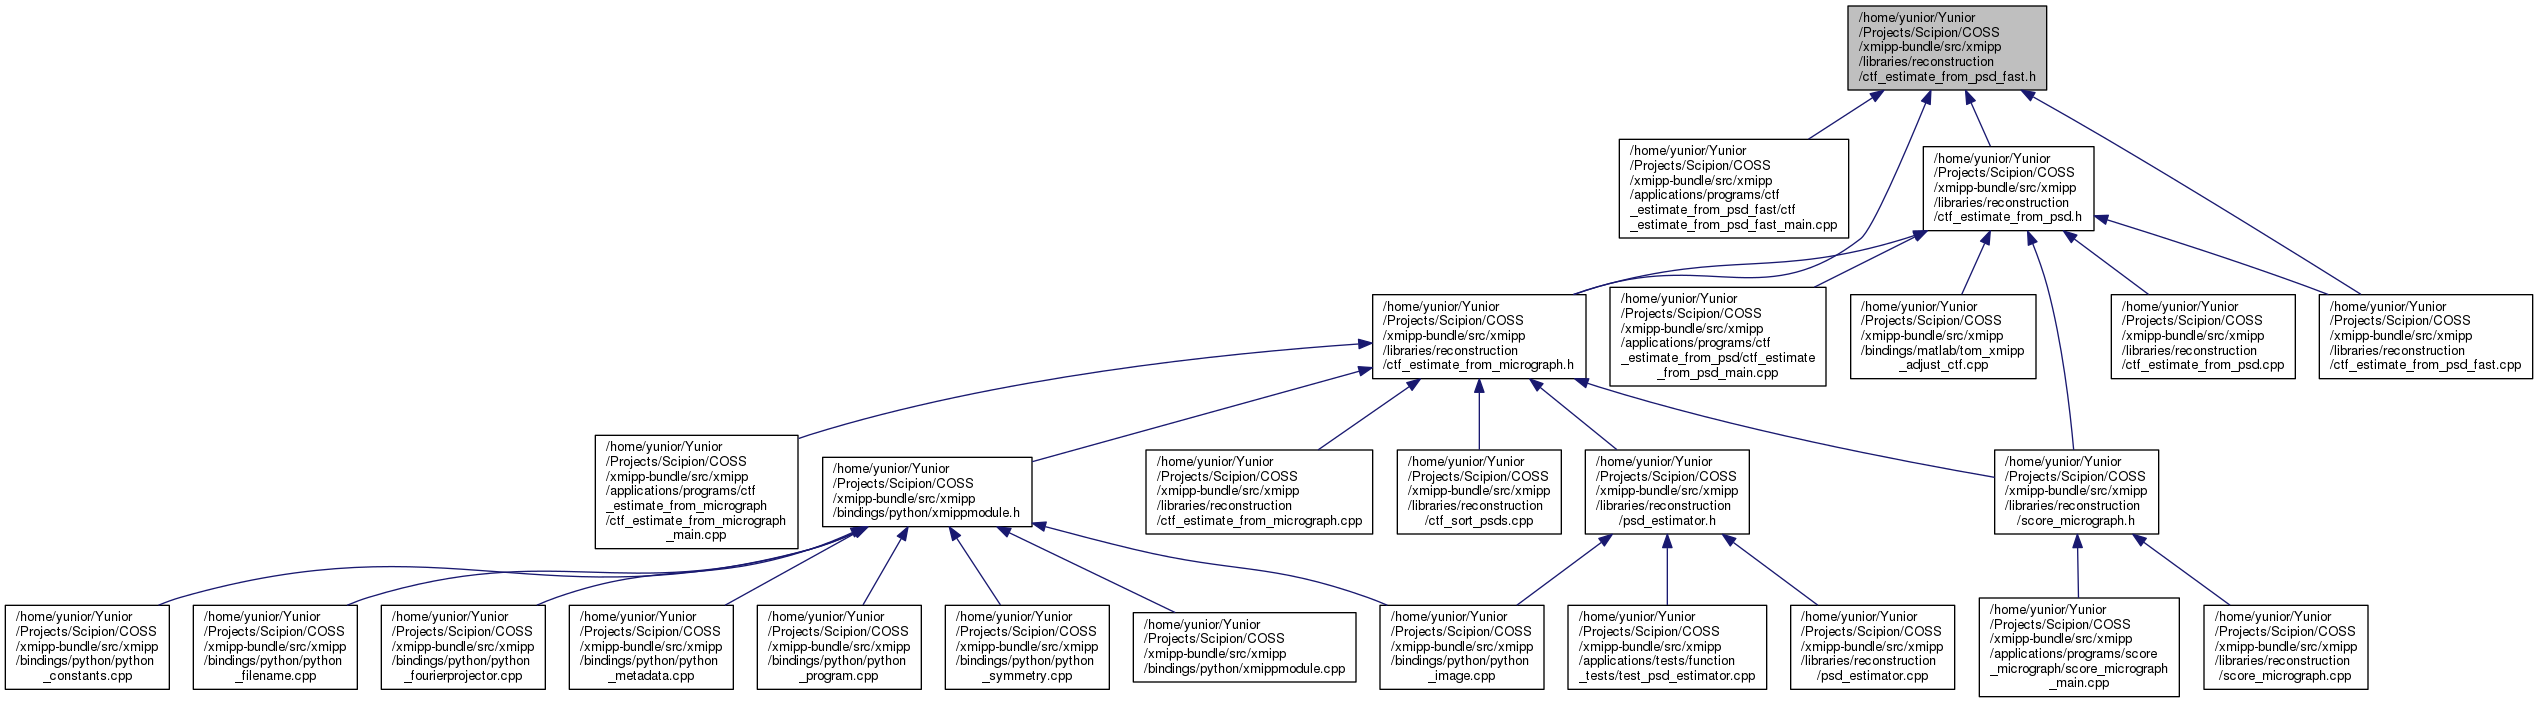 /home/yunior/Yunior
/Projects/Scipion/COSS
/xmipp-bundle/src/xmipp
/libraries/reconstruction
/ctf_estimate_from_psd_fast.h
/home/yunior/Yunior
/Projects/Scipion/COSS
/xmipp-bundle/src/xmipp
/applications/programs/ctf
_estimate_from_psd_fast/ctf
_estimate_from_psd_fast_main.cpp
/home/yunior/Yunior
/Projects/Scipion/COSS
/xmipp-bundle/src/xmipp
/libraries/reconstruction
/ctf_estimate_from_psd.h
/home/yunior/Yunior
/Projects/Scipion/COSS
/xmipp-bundle/src/xmipp
/libraries/reconstruction
/ctf_estimate_from_micrograph.h
/home/yunior/Yunior
/Projects/Scipion/COSS
/xmipp-bundle/src/xmipp
/applications/programs/ctf
_estimate_from_psd/ctf_estimate
_from_psd_main.cpp
/home/yunior/Yunior
/Projects/Scipion/COSS
/xmipp-bundle/src/xmipp
/bindings/matlab/tom_xmipp
_adjust_ctf.cpp
/home/yunior/Yunior
/Projects/Scipion/COSS
/xmipp-bundle/src/xmipp
/libraries/reconstruction
/ctf_estimate_from_psd.cpp
/home/yunior/Yunior
/Projects/Scipion/COSS
/xmipp-bundle/src/xmipp
/libraries/reconstruction
/ctf_estimate_from_psd_fast.cpp
/home/yunior/Yunior
/Projects/Scipion/COSS
/xmipp-bundle/src/xmipp
/applications/programs/ctf
_estimate_from_micrograph
/ctf_estimate_from_micrograph
_main.cpp
/home/yunior/Yunior
/Projects/Scipion/COSS
/xmipp-bundle/src/xmipp
/bindings/python/xmippmodule.h
/home/yunior/Yunior
/Projects/Scipion/COSS
/xmipp-bundle/src/xmipp
/libraries/reconstruction
/ctf_estimate_from_micrograph.cpp
/home/yunior/Yunior
/Projects/Scipion/COSS
/xmipp-bundle/src/xmipp
/libraries/reconstruction
/ctf_sort_psds.cpp
/home/yunior/Yunior
/Projects/Scipion/COSS
/xmipp-bundle/src/xmipp
/libraries/reconstruction
/psd_estimator.h
/home/yunior/Yunior
/Projects/Scipion/COSS
/xmipp-bundle/src/xmipp
/libraries/reconstruction
/score_micrograph.h
/home/yunior/Yunior
/Projects/Scipion/COSS
/xmipp-bundle/src/xmipp
/bindings/python/python
_constants.cpp
/home/yunior/Yunior
/Projects/Scipion/COSS
/xmipp-bundle/src/xmipp
/bindings/python/python
_filename.cpp
/home/yunior/Yunior
/Projects/Scipion/COSS
/xmipp-bundle/src/xmipp
/bindings/python/python
_fourierprojector.cpp
/home/yunior/Yunior
/Projects/Scipion/COSS
/xmipp-bundle/src/xmipp
/bindings/python/python
_metadata.cpp
/home/yunior/Yunior
/Projects/Scipion/COSS
/xmipp-bundle/src/xmipp
/bindings/python/python
_program.cpp
/home/yunior/Yunior
/Projects/Scipion/COSS
/xmipp-bundle/src/xmipp
/bindings/python/python
_symmetry.cpp
/home/yunior/Yunior
/Projects/Scipion/COSS
/xmipp-bundle/src/xmipp
/bindings/python/xmippmodule.cpp
/home/yunior/Yunior
/Projects/Scipion/COSS
/xmipp-bundle/src/xmipp
/bindings/python/python
_image.cpp
/home/yunior/Yunior
/Projects/Scipion/COSS
/xmipp-bundle/src/xmipp
/applications/tests/function
_tests/test_psd_estimator.cpp
/home/yunior/Yunior
/Projects/Scipion/COSS
/xmipp-bundle/src/xmipp
/libraries/reconstruction
/psd_estimator.cpp
/home/yunior/Yunior
/Projects/Scipion/COSS
/xmipp-bundle/src/xmipp
/applications/programs/score
_micrograph/score_micrograph
_main.cpp
/home/yunior/Yunior
/Projects/Scipion/COSS
/xmipp-bundle/src/xmipp
/libraries/reconstruction
/score_micrograph.cpp